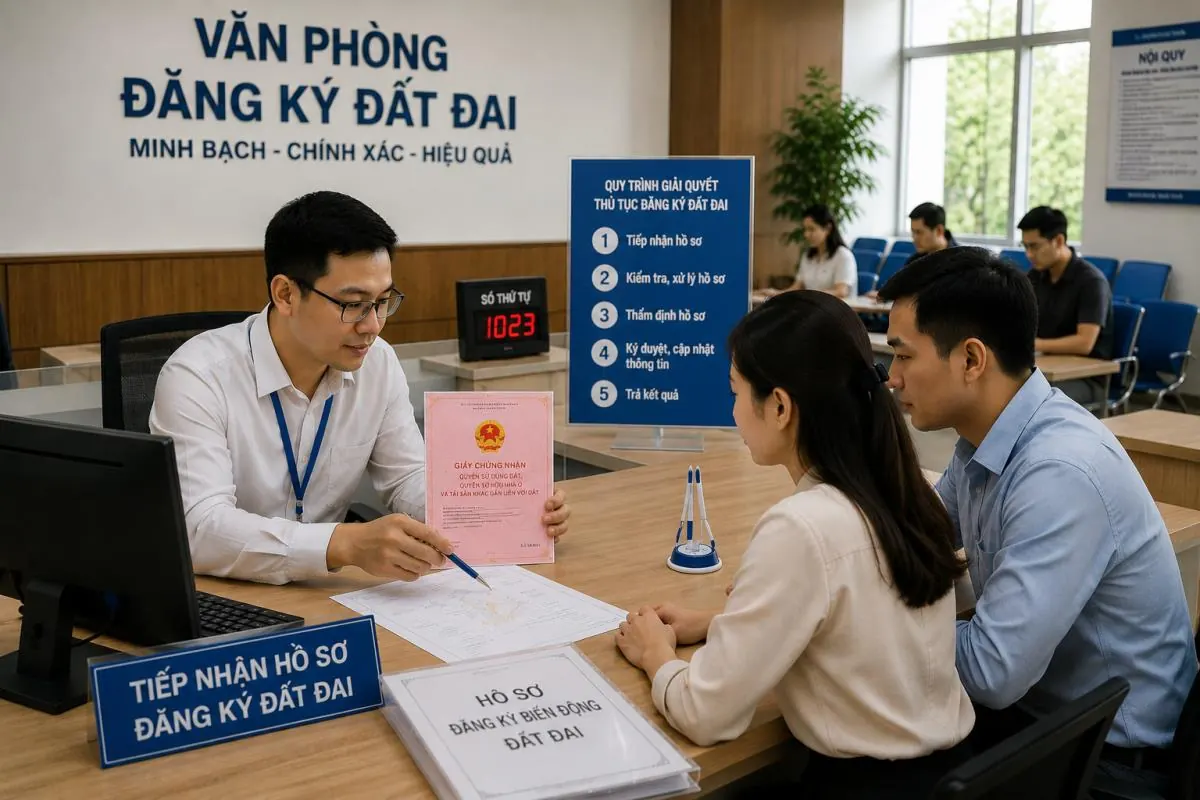 VĂN PHÒNG
ĐĂNG KÝ ĐẤT ĐAI
MINH BẠCH - CHÍNH XÁC - HIỆU QUẢ
NỘI QUY
QUY TRÌNH GIẢI QUYẾT
THỦ TỤC ĐĂNG KÝ ĐẤT ĐAI
1 Tiếp nhận hồ sơ
2 Kiểm tra, xử lý hồ sơ
3 Thẩm định hồ sơ
4 Ký duyệt, cập nhật
thông tin
5 Trả kết quả
SỐ THỨ TỰ
1023
GIẤY CHỨNG NHẬN
QUYỀN SỬ DỤNG ĐẤT,
QUYỀN SỞ HỮU NHÀ Ở
VÀ TÀI SẢN KHÁC GẮN LIỀN VỚI ĐẤT
TIẾP NHẬN HỒ SƠ
ĐĂNG KÝ ĐẤT ĐAI
HỒ SƠ
ĐĂNG KÝ BIẾN ĐỘNG
ĐẤT ĐAI